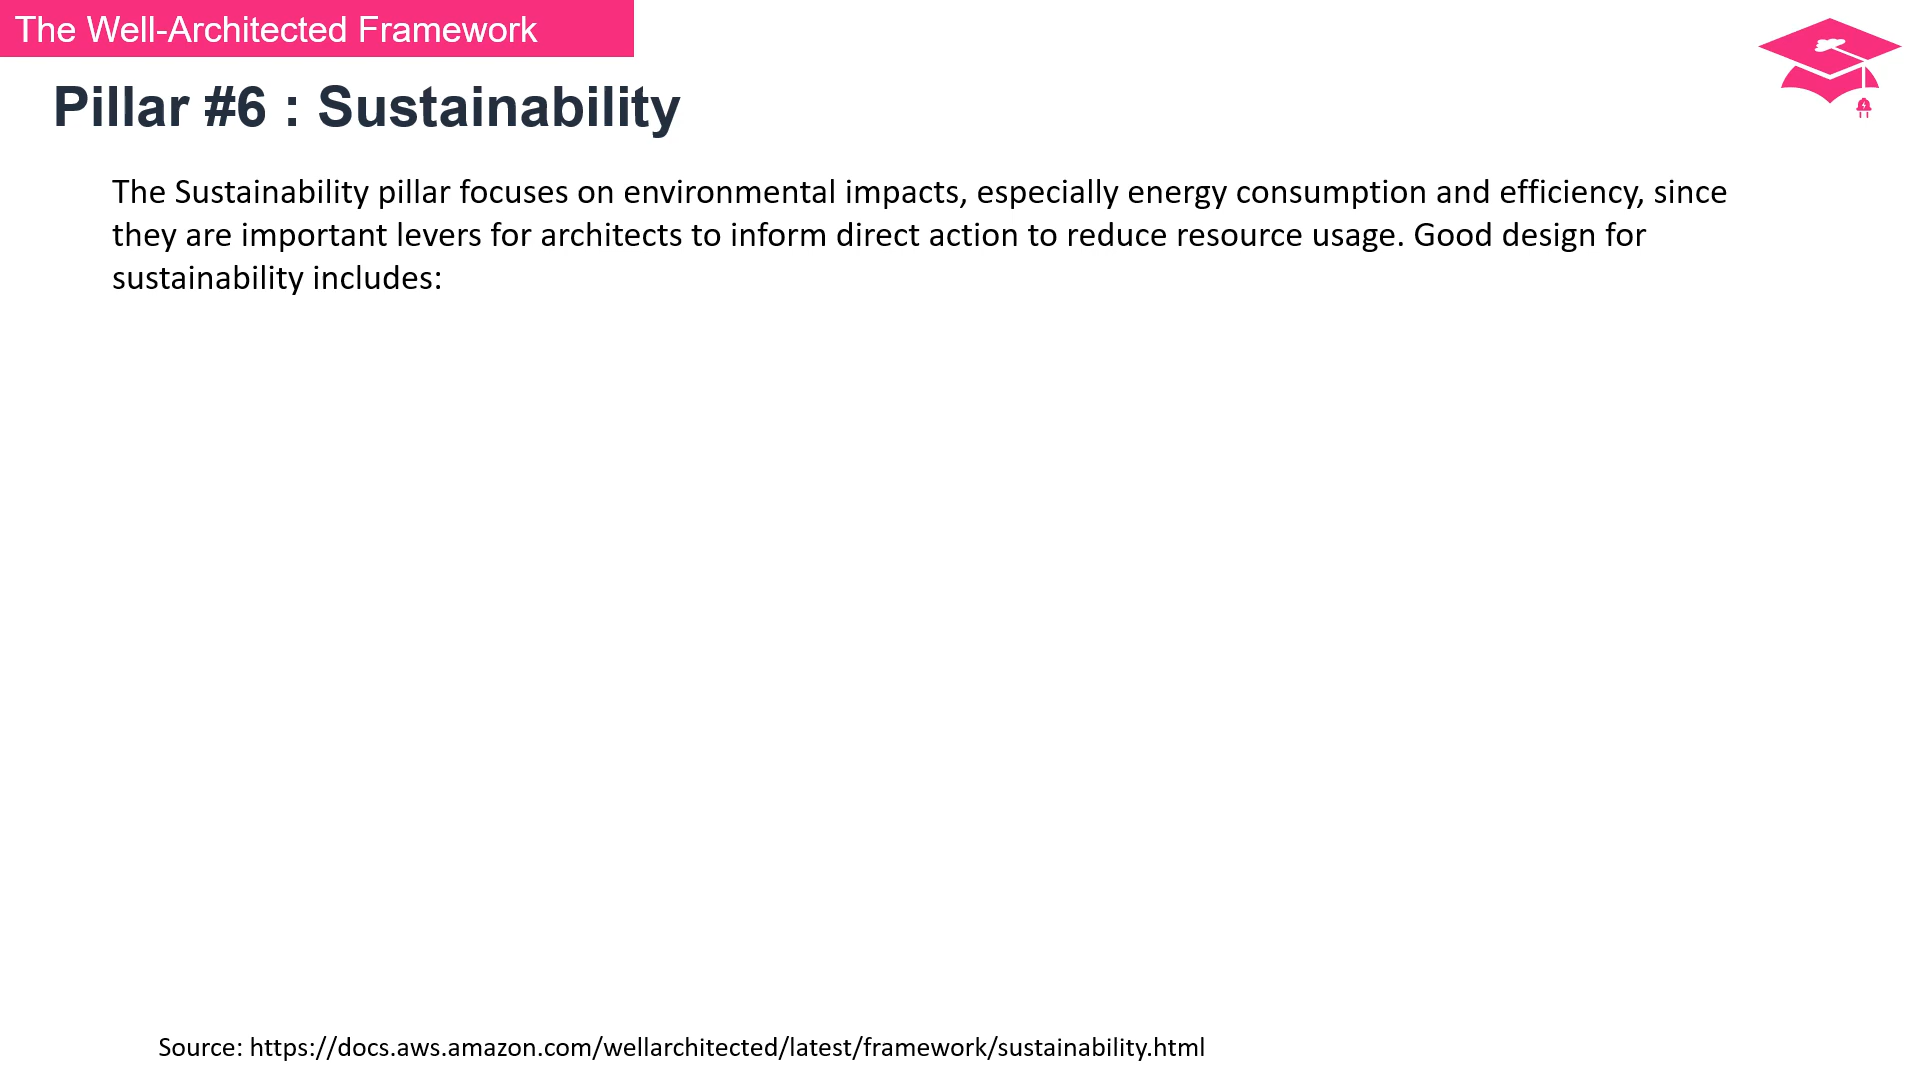 The Well-Architected Framework
Pillar #6 : Sustainability
The Sustainability pillar focuses on environmental impacts, especially energy consumption and efficiency, since
they are important levers for architects to inform direct action to reduce resource usage. Good design for
sustainability includes:
Source: https://docs.aws.amazon.com/wellarchitected/latest/framework/sustainability.html